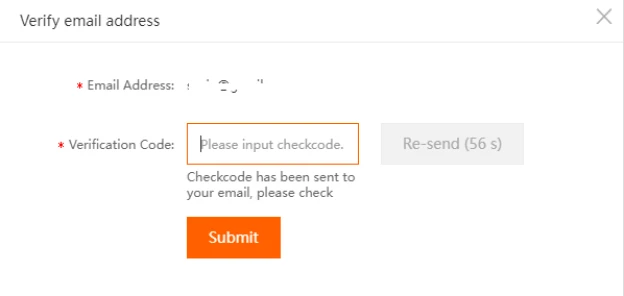 Verify email address
* Email Address:
* Verification Code: Please input checkcode. Re-send (56 s)
Checkcode has been sent to
your email, please check
Submit